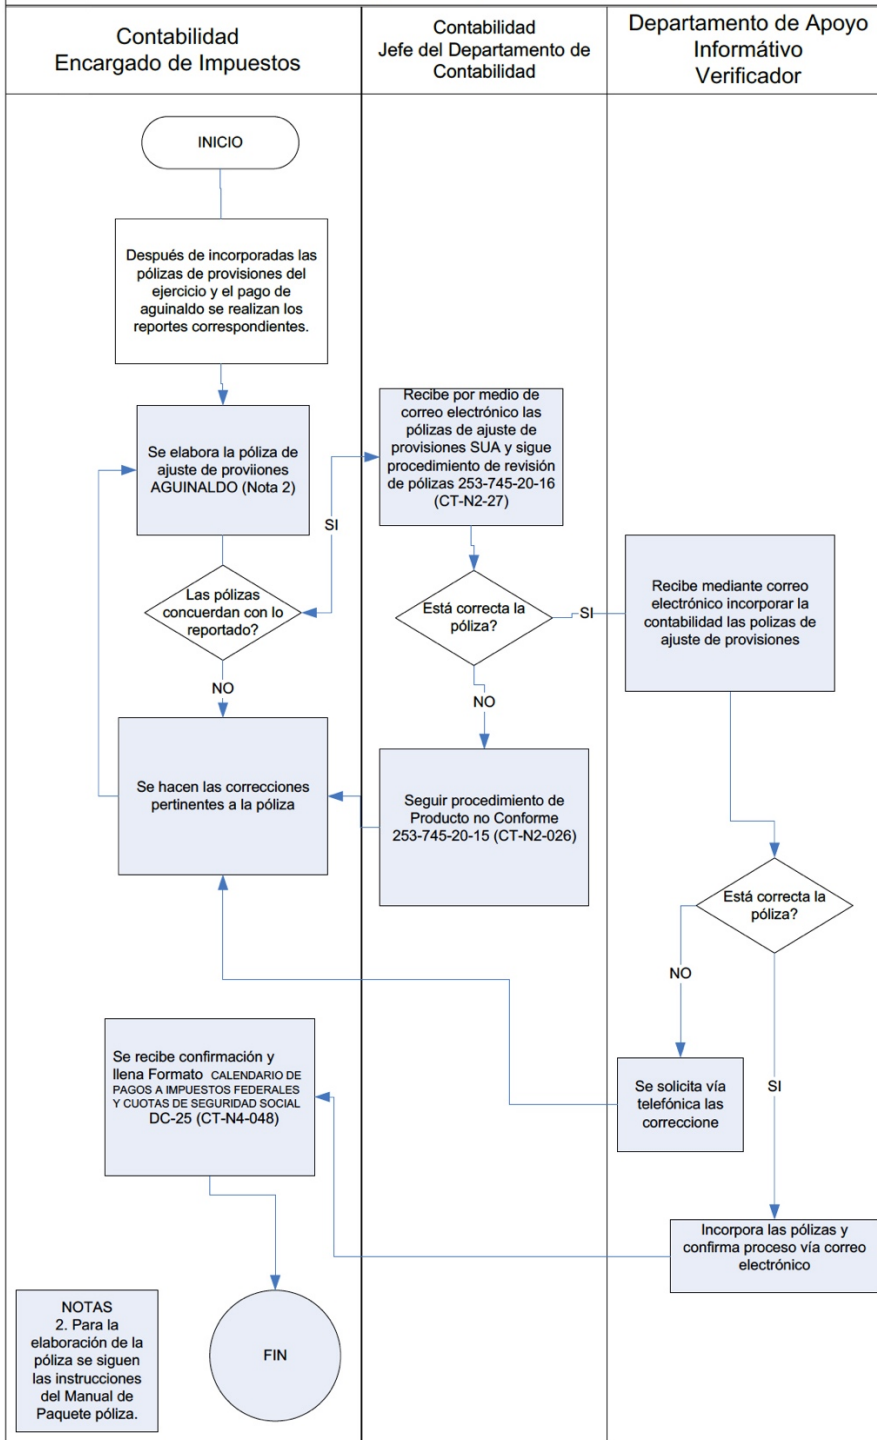 Contabilidad
Encargado de Impuestos
Contabilidad
Jefe del Departamento de
Contabilidad
Departamento de Apoyo
Informátivo
Verificador
INICIO
Después de incorporadas las
pólizas de provisiones del
ejercicio y el pago de
aguinaldo se realizan los
reportes correspondientes.
Se elabora la póliza de
ajuste de proviiones
AGUINALDO (Nota 2)
Las pólizas
concuerdan con lo
reportado?
SI
NO
Se hacen las correcciones
pertinentes a la póliza
Recibe por medio de
correo electrónico las
pólizas de ajuste de
provisiones SUA y sigue
procedimiento de revisión
de pólizas 253-745-20-16
(CT-N2-27)
Está correcta la
póliza?
SI
NO
Seguir procedimiento de
Producto no Conforme
253-745-20-15 (CT-N2-026)
Recibe mediante correo
electrónico incorporar la
contabilidad las polizas de
ajuste de provisiones
Está correcta la
póliza?
NO
SI
Se solicita vía
telefónica las
correccione
Incorpora las pólizas y
confirma proceso vía correo
electrónico
Se recibe confirmación y
llena Formato CALENDARIO DE
PAGOS A IMPUESTOS FEDERALES
Y CUOTAS DE SEGURIDAD SOCIAL
DC-25 (CT-N4-048)
FIN
NOTAS
2. Para la
elaboración de la
póliza se siguen
las instrucciones
del Manual de
Paquete póliza.